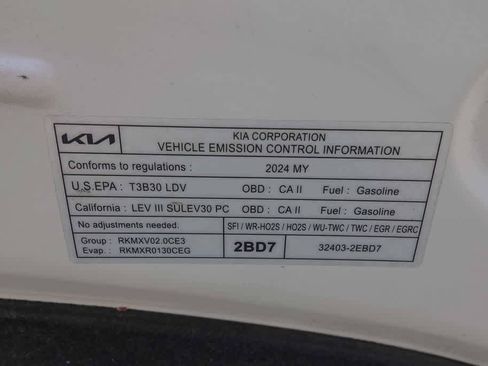 KIA
KIA CORPORATION
VEHICLE EMISSION CONTROL INFORMATION
Conforms to regulations : 2024 MY
U.S.EPA : T3B30 LDV OBD : CA II Fuel : Gasoline
California : LEV III SULEV30 PC OBD : CA II Fuel : Gasoline
No adjustments needed. SFI / WR-HO2S / HO2S / WU-TWC / TWC / EGR / EGRC
Group : RKMXV02.0CE3
Evap. : RKMXR0130CEG
2BD7
32403-2EBD7